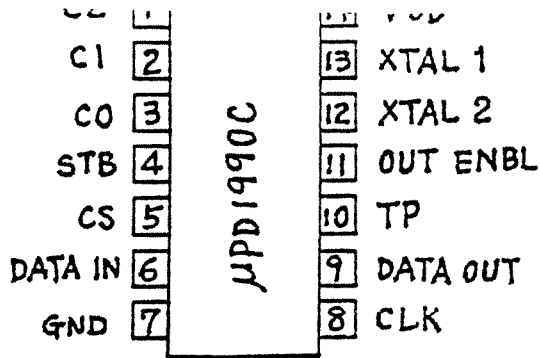 C1 2 13 XTAL 1
C0 3 12 XTAL 2
STB 4 11 OUT ENBL
CS 5 10 TP
DATA IN 6 9 DATA OUT
GND 7 8 CLK
μPD1990C